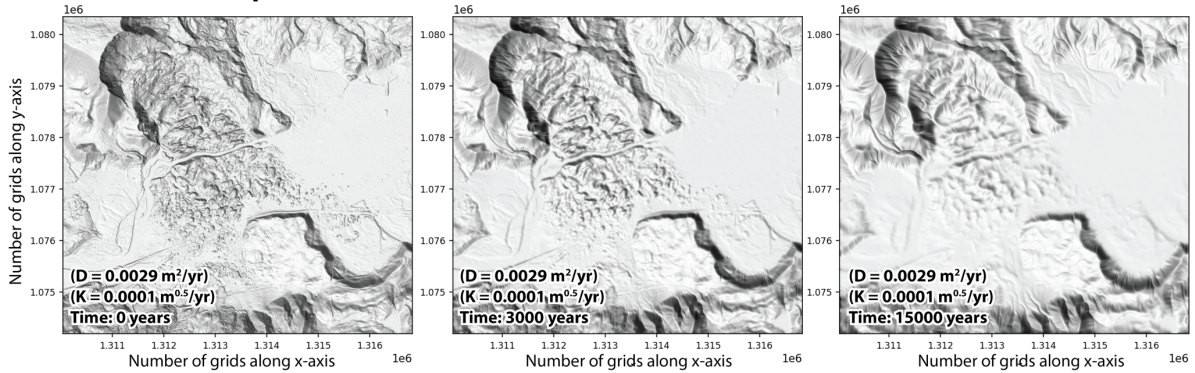 1e6
1e6
1e6
1.080
1.079
1.078
1.077
1.076
1.075
Number of grids along y-axis
(D = 0.0029 m²/yr)
(K = 0.0001 m⁰·⁵/yr)
Time: 0 years
1.311 1.312 1.313 1.314 1.315 1.316
Number of grids along x-axis
1e6
1.080
1.079
1.078
1.077
1.076
1.075
(D = 0.0029 m²/yr)
(K = 0.0001 m⁰·⁵/yr)
Time: 3000 years
1.311 1.312 1.313 1.314 1.315 1.316
Number of grids along x-axis
1e6
1.080
1.079
1.078
1.077
1.076
1.075
(D = 0.0029 m²/yr)
(K = 0.0001 m⁰·⁵/yr)
Time: 15000 years
1.311 1.312 1.313 1.314 1.315 1.316
Number of grids along x-axis
1e6